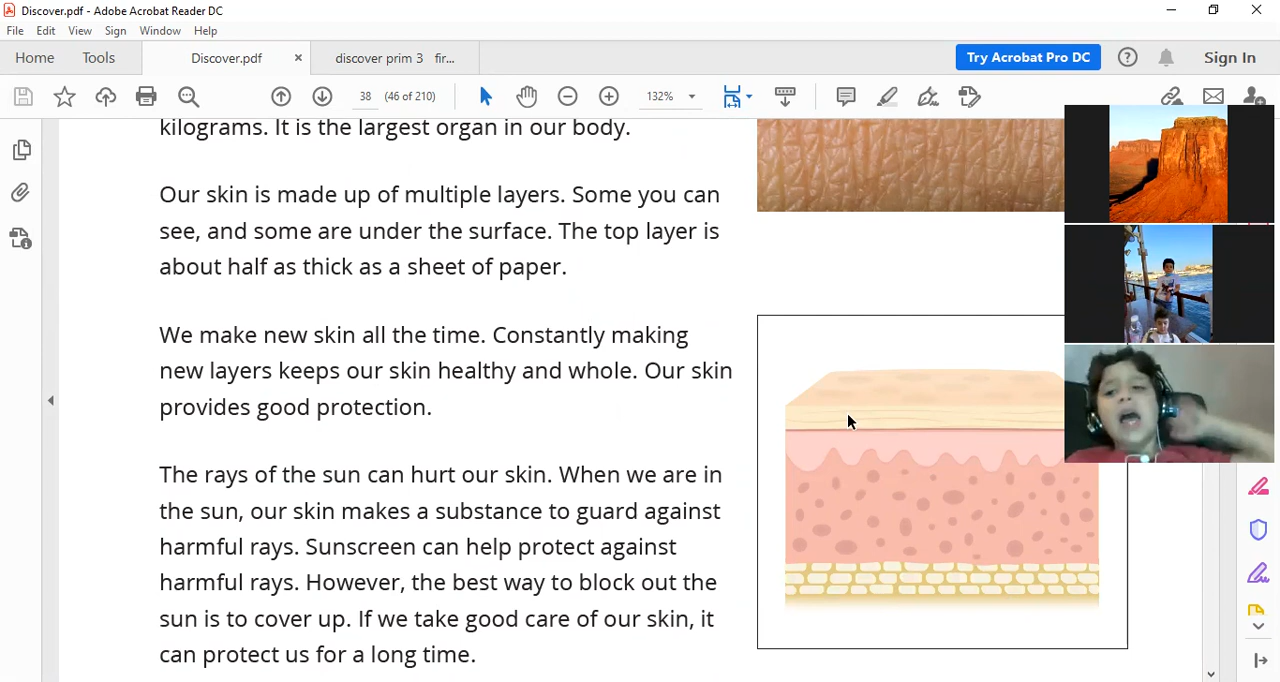 Discover.pdf - Adobe Acrobat Reader DC
File Edit View Sign Window Help
Home Tools Discover.pdf × discover prim 3 fir... Try Acrobat Pro DC Sign In
38 (46 of 210) 132%
kilograms. It is the largest organ in our body.
Our skin is made up of multiple layers. Some you can
see, and some are under the surface. The top layer is
about half as thick as a sheet of paper.
We make new skin all the time. Constantly making
new layers keeps our skin healthy and whole. Our skin
provides good protection.
The rays of the sun can hurt our skin. When we are in
the sun, our skin makes a substance to guard against
harmful rays. Sunscreen can help protect against
harmful rays. However, the best way to block out the
sun is to cover up. If we take good care of our skin, it
can protect us for a long time.